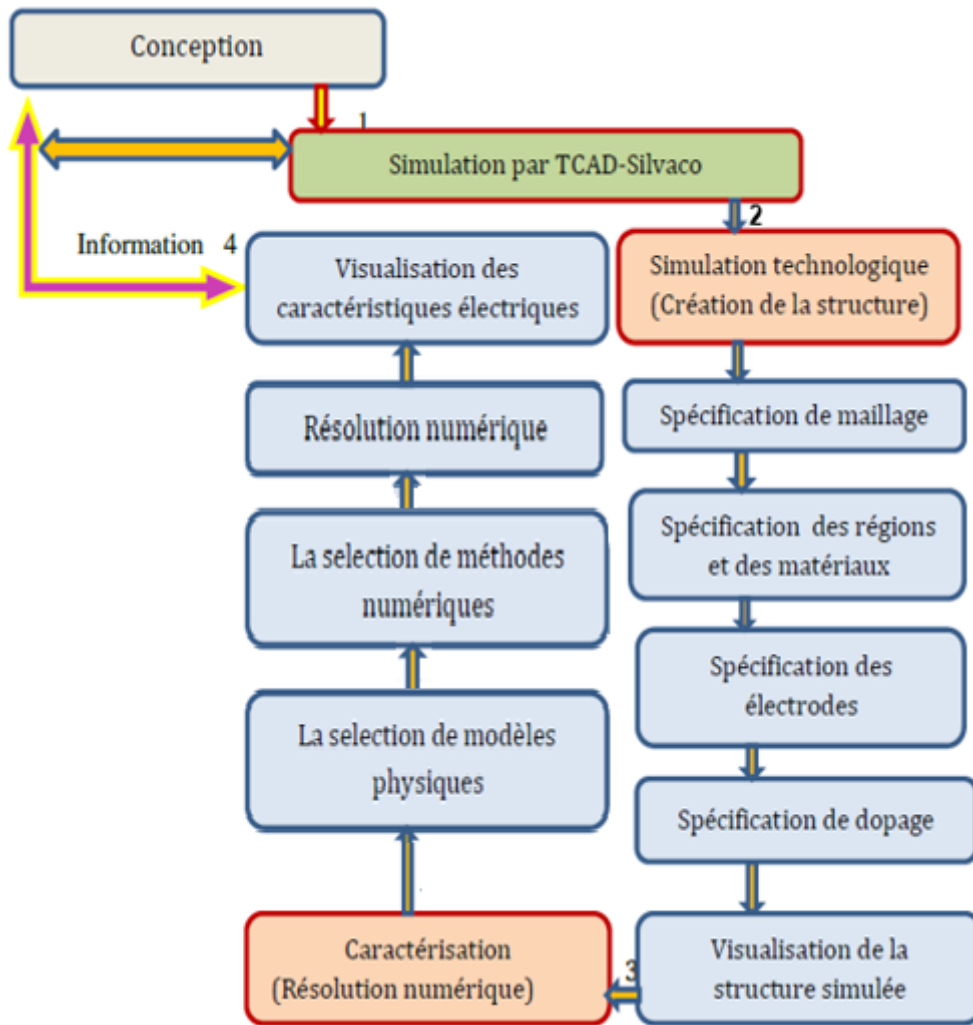 Conception
1
Simulation par TCAD-Silvaco
2
Simulation technologique
(Création de la structure)
Spécification de maillage
Spécification des régions
et des matériaux
Spécification des
électrodes
Spécification de dopage
Visualisation de la
structure simulée
3
Caractérisation
(Résolution numérique)
La selection de modèles
physiques
La selection de méthodes
numériques
Résolution numérique
Visualisation des
caractéristiques électriques
Information 4